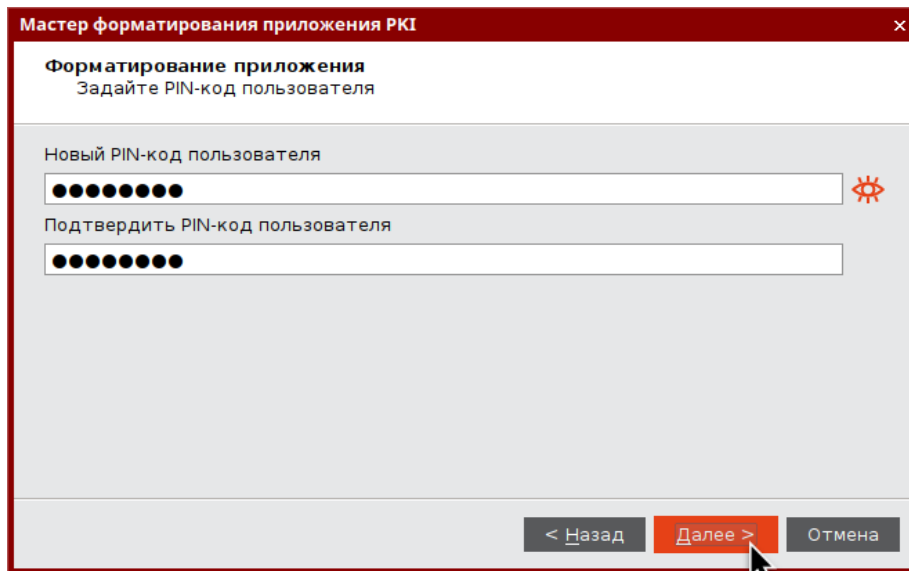 Мастер форматирования приложения PKI
Форматирование приложения
Задайте PIN-код пользователя
Новый PIN-код пользователя
●●●●●●●●
Подтвердить PIN-код пользователя
●●●●●●●●
< Назад Далее > Отмена